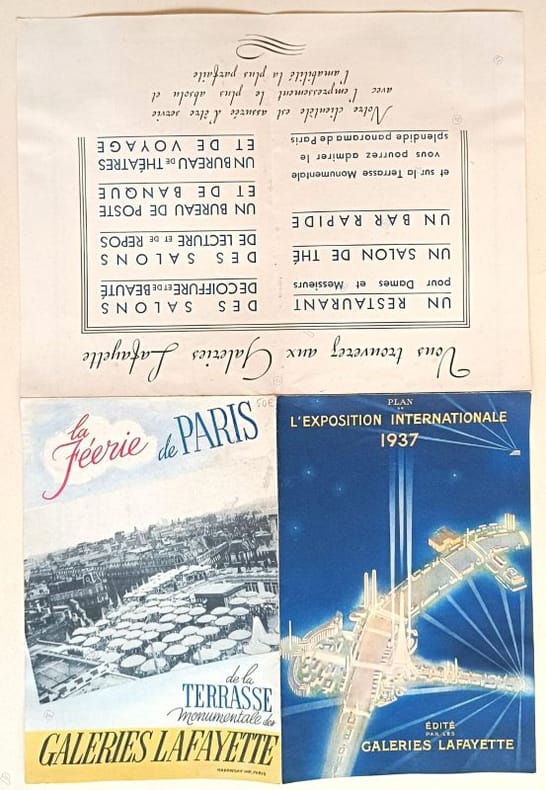 Vous trouverez aux Galeries Lafayette
UN RESTAURANT
pour Dames et Messieurs
UN SALON DE THÉ
UN BAR RAPIDE
et sur la Terrasse Monumentale
vous pourrez admirer le
splendide panorama de Paris
DES SALONS
DE COIFFURE ET DE BEAUTÉ
DES SALONS
DE LECTURE ET DE REPOS
UN BUREAU DE POSTE
ET DE BANQUE
UN BUREAU DE THÉATRES
ET DE VOYAGE
Notre clientèle est assurée d'être servie
avec l'empressement le plus absolu et
l'amabilité la plus parfaite
la
Féerie de PARIS
50€
de la
TERRASSE
Monumentale des
GALERIES LAFAYETTE
PLAN
DE
L'EXPOSITION INTERNATIONALE
1937
ÉDITÉ
PAR LES
GALERIES LAFAYETTE